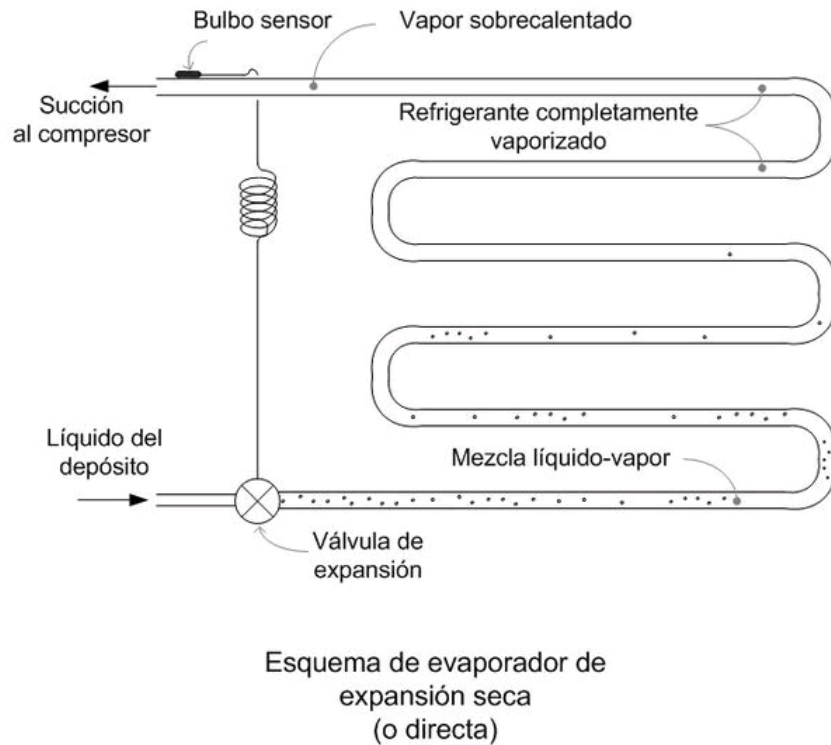 Bulbo sensor
Vapor sobrecalentado
Succión
al compresor
Refrigerante completamente
vaporizado
Líquido del
depósito
Mezcla líquido-vapor
Válvula de
expansión
Esquema de evaporador de
expansión seca
(o directa)